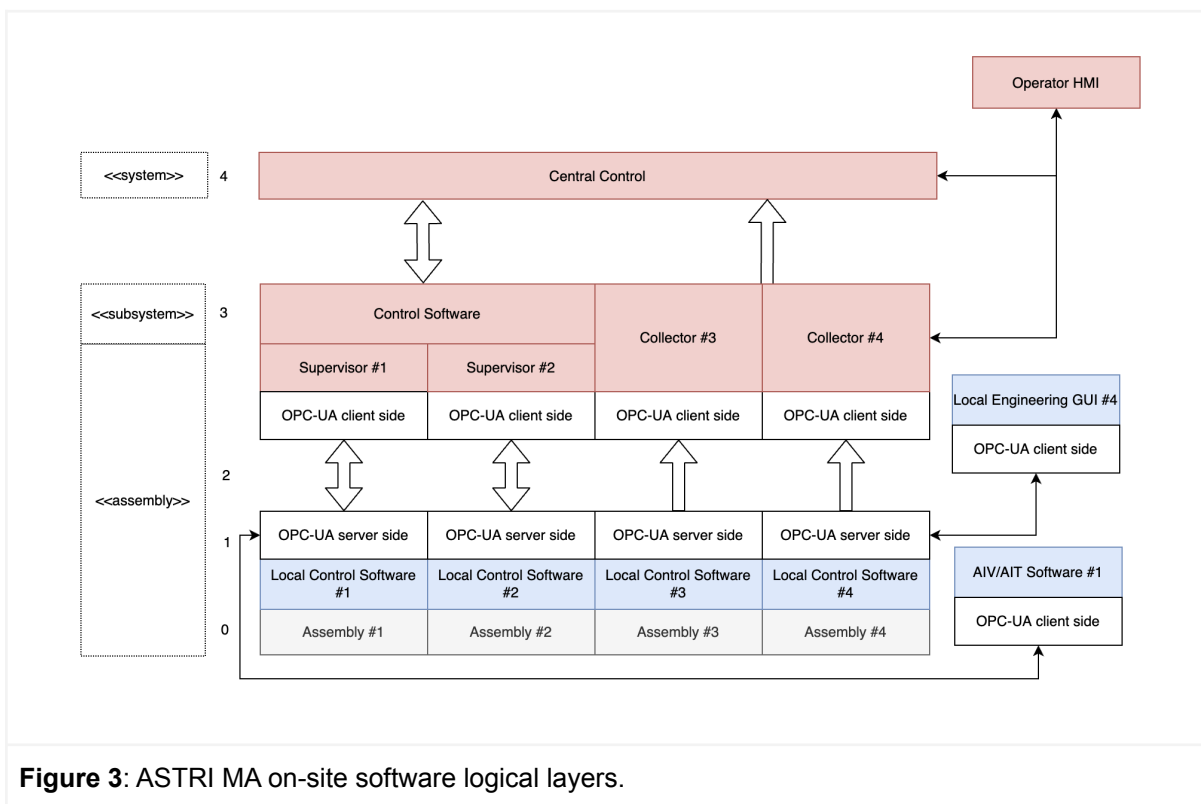 Operator HMI
<<system>>
4
Central Control
<<subsystem>>
3
Control Software
Collector #3
Collector #4
Supervisor #1
Supervisor #2
OPC-UA client side
OPC-UA client side
OPC-UA client side
OPC-UA client side
Local Engineering GUI #4
OPC-UA client side
<<assembly>>
2
1
OPC-UA server side
OPC-UA server side
OPC-UA server side
OPC-UA server side
Local Control Software
#1
Local Control Software
#2
Local Control Software
#3
Local Control Software
#4
AIV/AIT Software #1
OPC-UA client side
0
Assembly #1
Assembly #2
Assembly #3
Assembly #4
Figure 3: ASTRI MA on-site software logical layers.